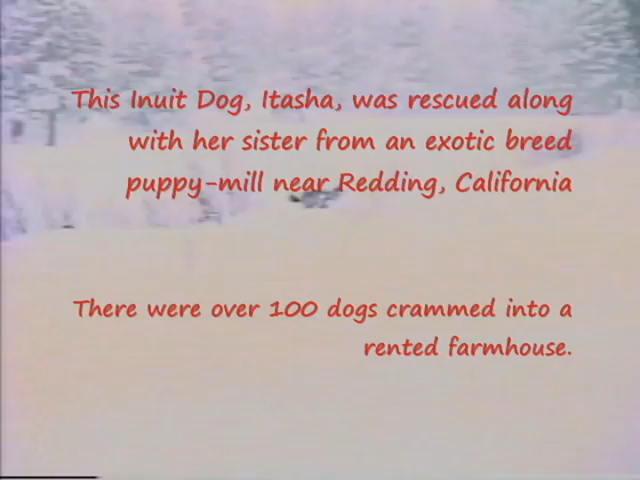 This Inuit Dog, Itasha, was rescued along
with her sister from an exotic breed
puppy-mill near Redding, California
There were over 100 dogs crammed into a
rented farmhouse.